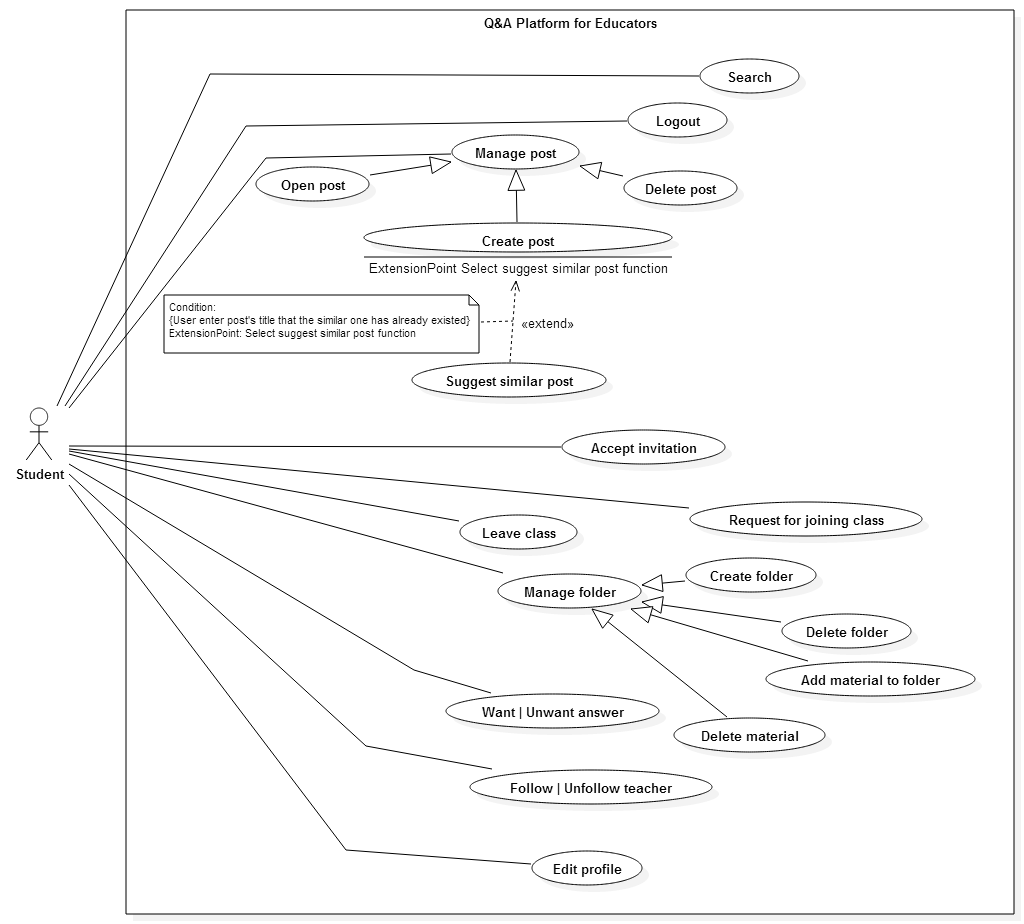 Q&A Platform for Educators
Search
Logout
Manage post
Open post
Delete post
Create post
ExtensionPoint Select suggest similar post function
Condition:
{User enter post's title that the similar one has already existed}
ExtensionPoint: Select suggest similar post function
«extend»
Suggest similar post
Student
Accept invitation
Request for joining class
Leave class
Create folder
Manage folder
Delete folder
Add material to folder
Want | Unwant answer
Delete material
Follow | Unfollow teacher
Edit profile